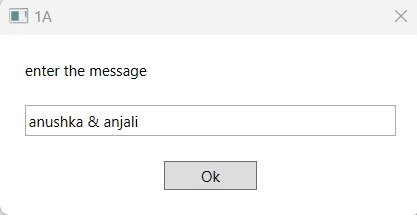 1A
enter the message
anushka & anjali
Ok